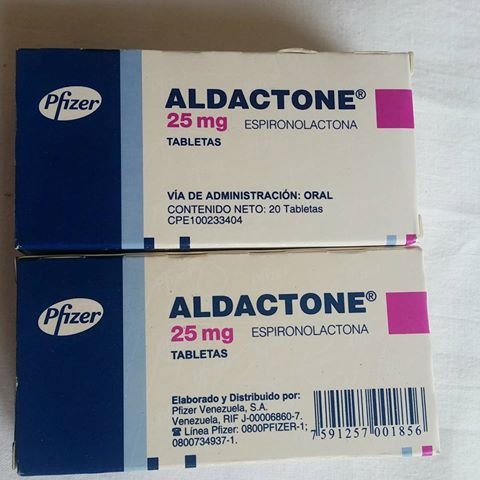 Pfizer
ALDACTONE®
25 mg ESPIRONOLACTONA
TABLETAS
VÍA DE ADMINISTRACIÓN: ORAL
CONTENIDO NETO: 20 Tabletas
CPE100233404
Pfizer
ALDACTONE®
25 mg ESPIRONOLACTONA
TABLETAS
Elaborado y Distribuido por:
Pfizer Venezuela, S.A.
Venezuela, RIF J-00006860-7.
☎ Línea Pfizer: 0800PFIZER-1;
0800734937-1.
7 591257 001856